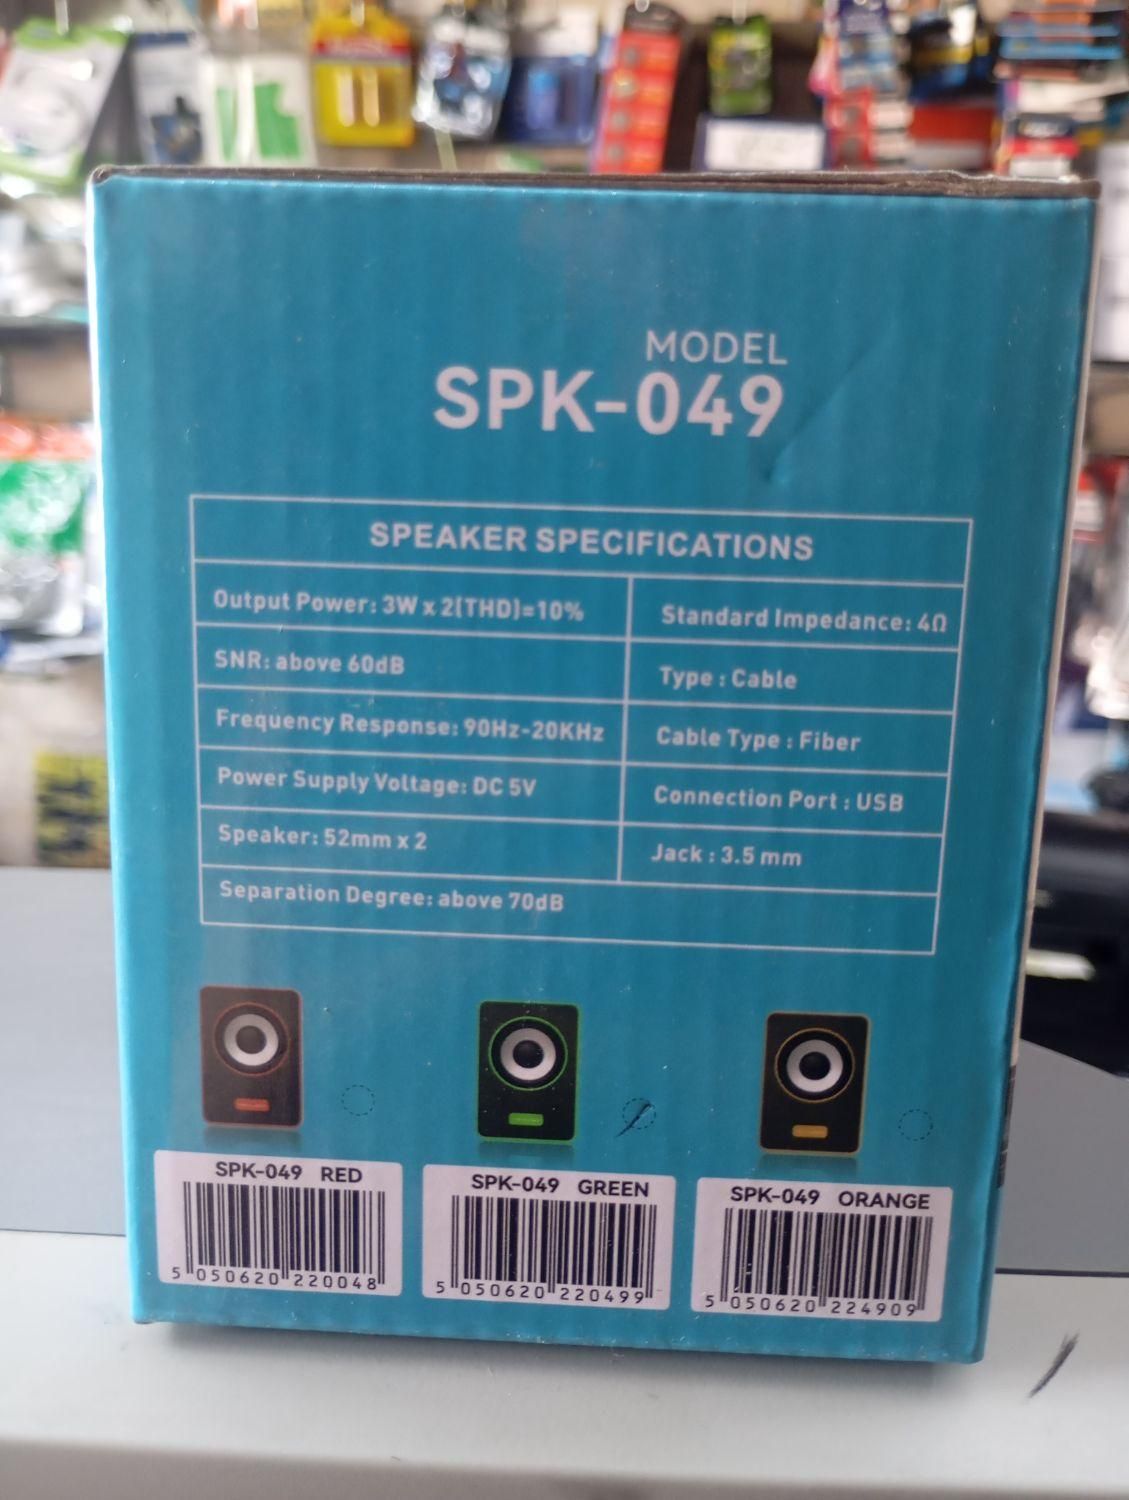 MODEL
SPK-049
SPEAKER SPECIFICATIONS
Output Power: 3W x 2(THD)=10%
Standard Impedance: 4Ω
SNR: above 60dB
Type : Cable
Frequency Response: 90Hz-20KHz
Cable Type : Fiber
Power Supply Voltage: DC 5V
Connection Port : USB
Speaker: 52mm x 2
Jack : 3.5 mm
Separation Degree: above 70dB
SPK-049 RED
5 050620 220048
SPK-049 GREEN
5 050620 220499
SPK-049 ORANGE
5 050620 224909